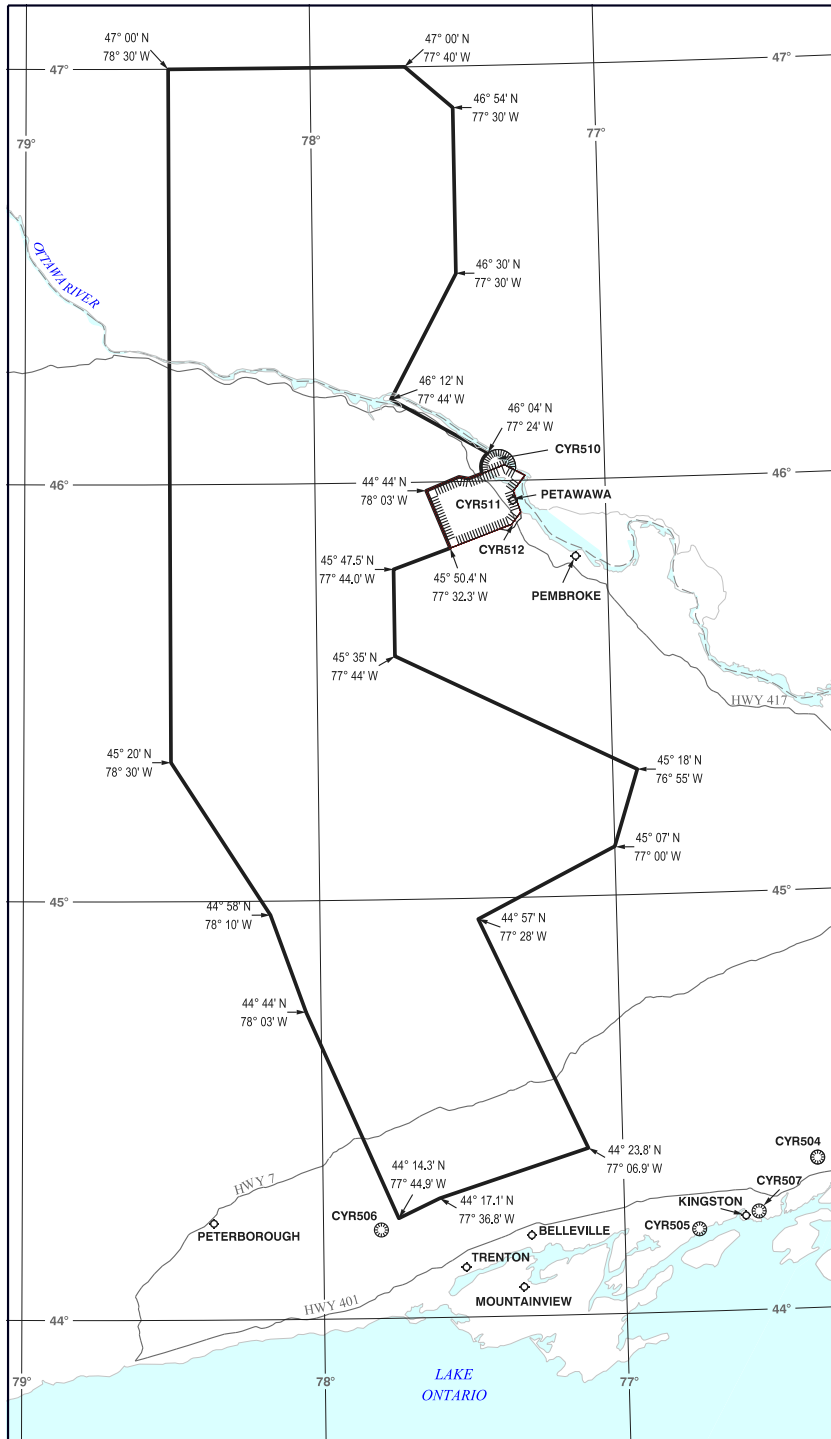 47° 00' N
78° 30' W
47° 00' N
77° 40' W
47°
47°
46° 54' N
77° 30' W
79°
78°
77°
OTTAWA RIVER
46° 30' N
77° 30' W
46° 12' N
77° 44' W
46° 04' N
77° 24' W
CYR510
46°
46°
44° 44' N
78° 03' W
CYR511
PETAWAWA
CYR512
45° 47.5' N
77° 44.0' W
45° 50.4' N
77° 32.3' W
PEMBROKE
45° 35' N
77° 44' W
HWY 417
45° 20' N
78° 30' W
45° 18' N
76° 55' W
45° 07' N
77° 00' W
45°
45°
44° 58' N
78° 10' W
44° 57' N
77° 28' W
44° 44' N
78° 03' W
CYR504
44° 23.8' N
77° 06.9' W
44° 14.3' N
77° 44.9' W
HWY 7
CYR507
44° 17.1' N
77° 36.8' W
KINGSTON
CYR506
CYR505
PETERBOROUGH
BELLEVILLE
TRENTON
MOUNTAINVIEW
HWY 401
44°
44°
79°
78°
77°
LAKE
ONTARIO